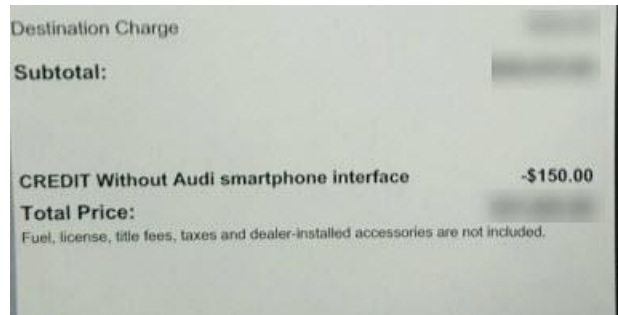 Destination Charge
Subtotal:
CREDIT Without Audi smartphone interface -$150.00
Total Price:
Fuel, license, title fees, taxes and dealer-installed accessories are not included.